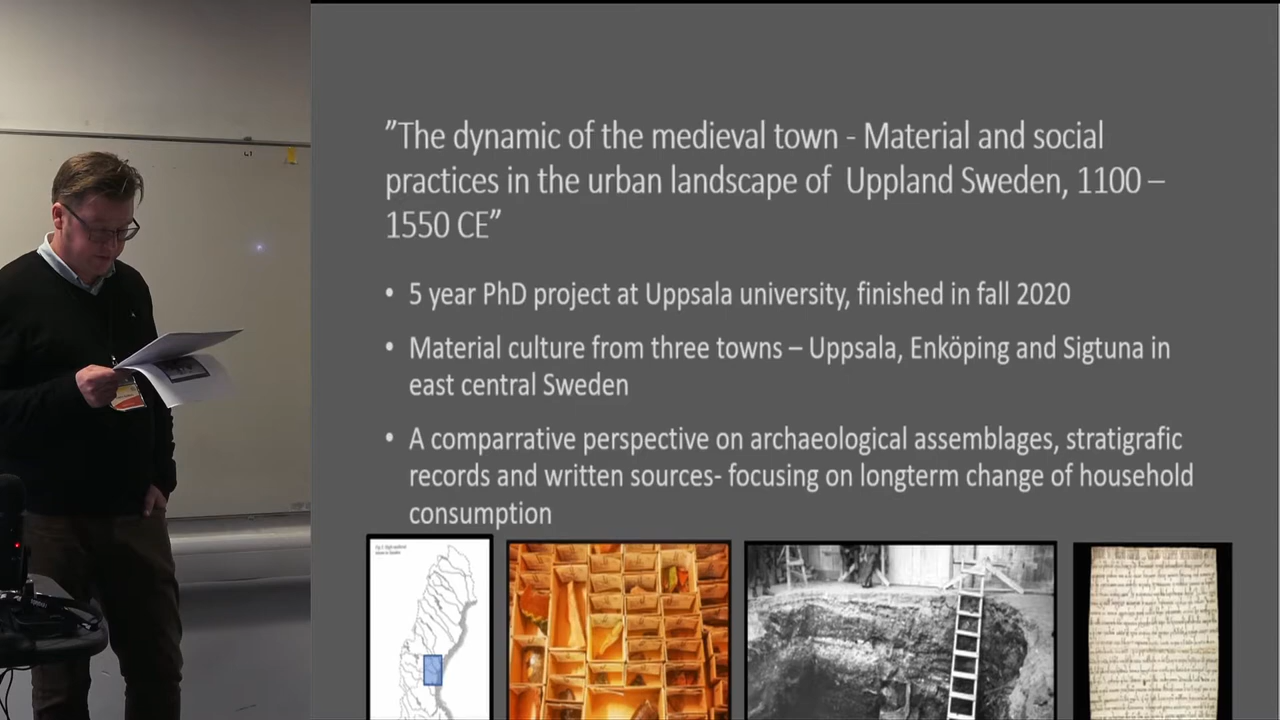 ”The dynamic of the medieval town - Material and social
practices in the urban landscape of Uppland Sweden, 1100 –
1550 CE”
• 5 year PhD project at Uppsala university, finished in fall 2020
• Material culture from three towns – Uppsala, Enköping and Sigtuna in
east central Sweden
• A comparrative perspective on archaeological assemblages, stratigrafic
records and written sources- focusing on longterm change of household
consumption